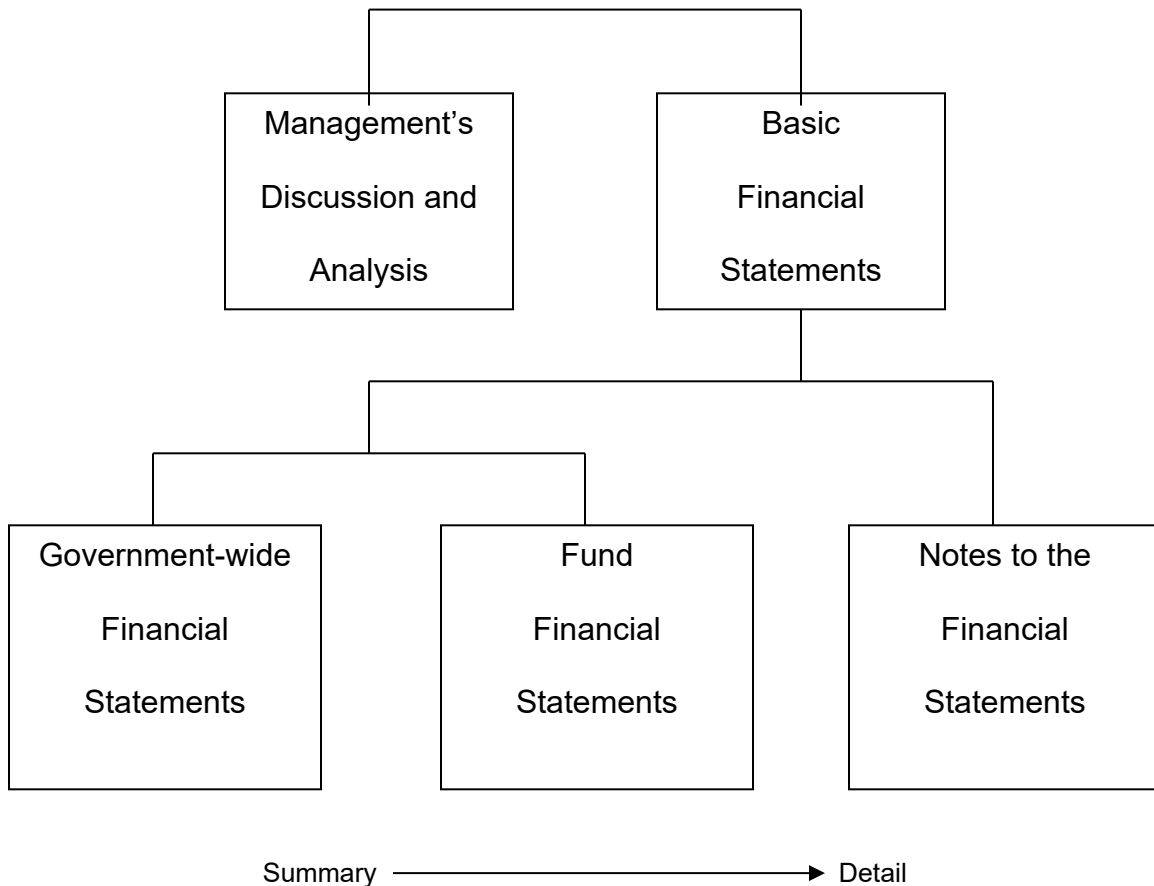 Management’s
Discussion and
Analysis
Basic
Financial
Statements
Government-wide
Financial
Statements
Fund
Financial
Statements
Notes to the
Financial
Statements
Summary
Detail